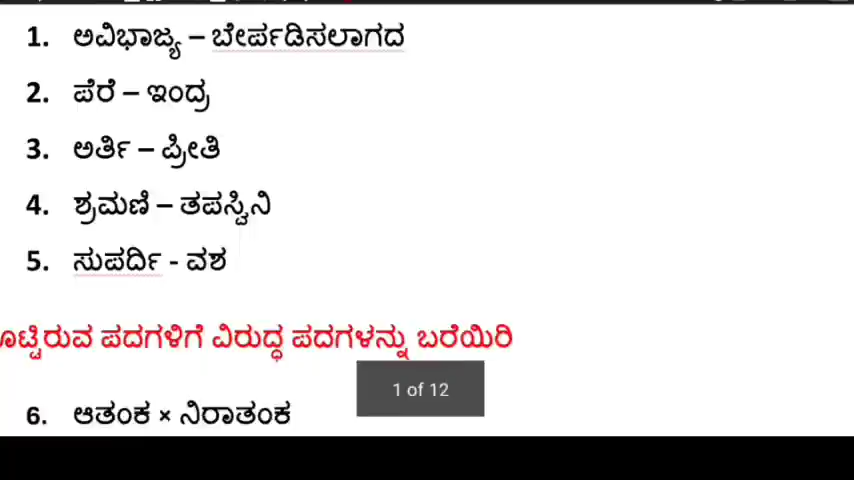 1. ಅವಿಭಾಜ್ಯ – ಬೇರ್ಪಡಿಸಲಾಗದ
2. ಪೆರೆ – ಇಂದ್ರ
3. ಅರ್ತಿ – ಪ್ರೀತಿ
4. ಶ್ರಮಣಿ – ತಪಸ್ವಿನಿ
5. ಸುಪರ್ದಿ - ವಶ
ಪದಗಳಿಗೆ ವಿರುದ್ಧ ಪದಗಳನ್ನು ಬರೆಯಿರಿ
1 of 12
6. ಆತಂಕ × ನಿರಾತಂಕ